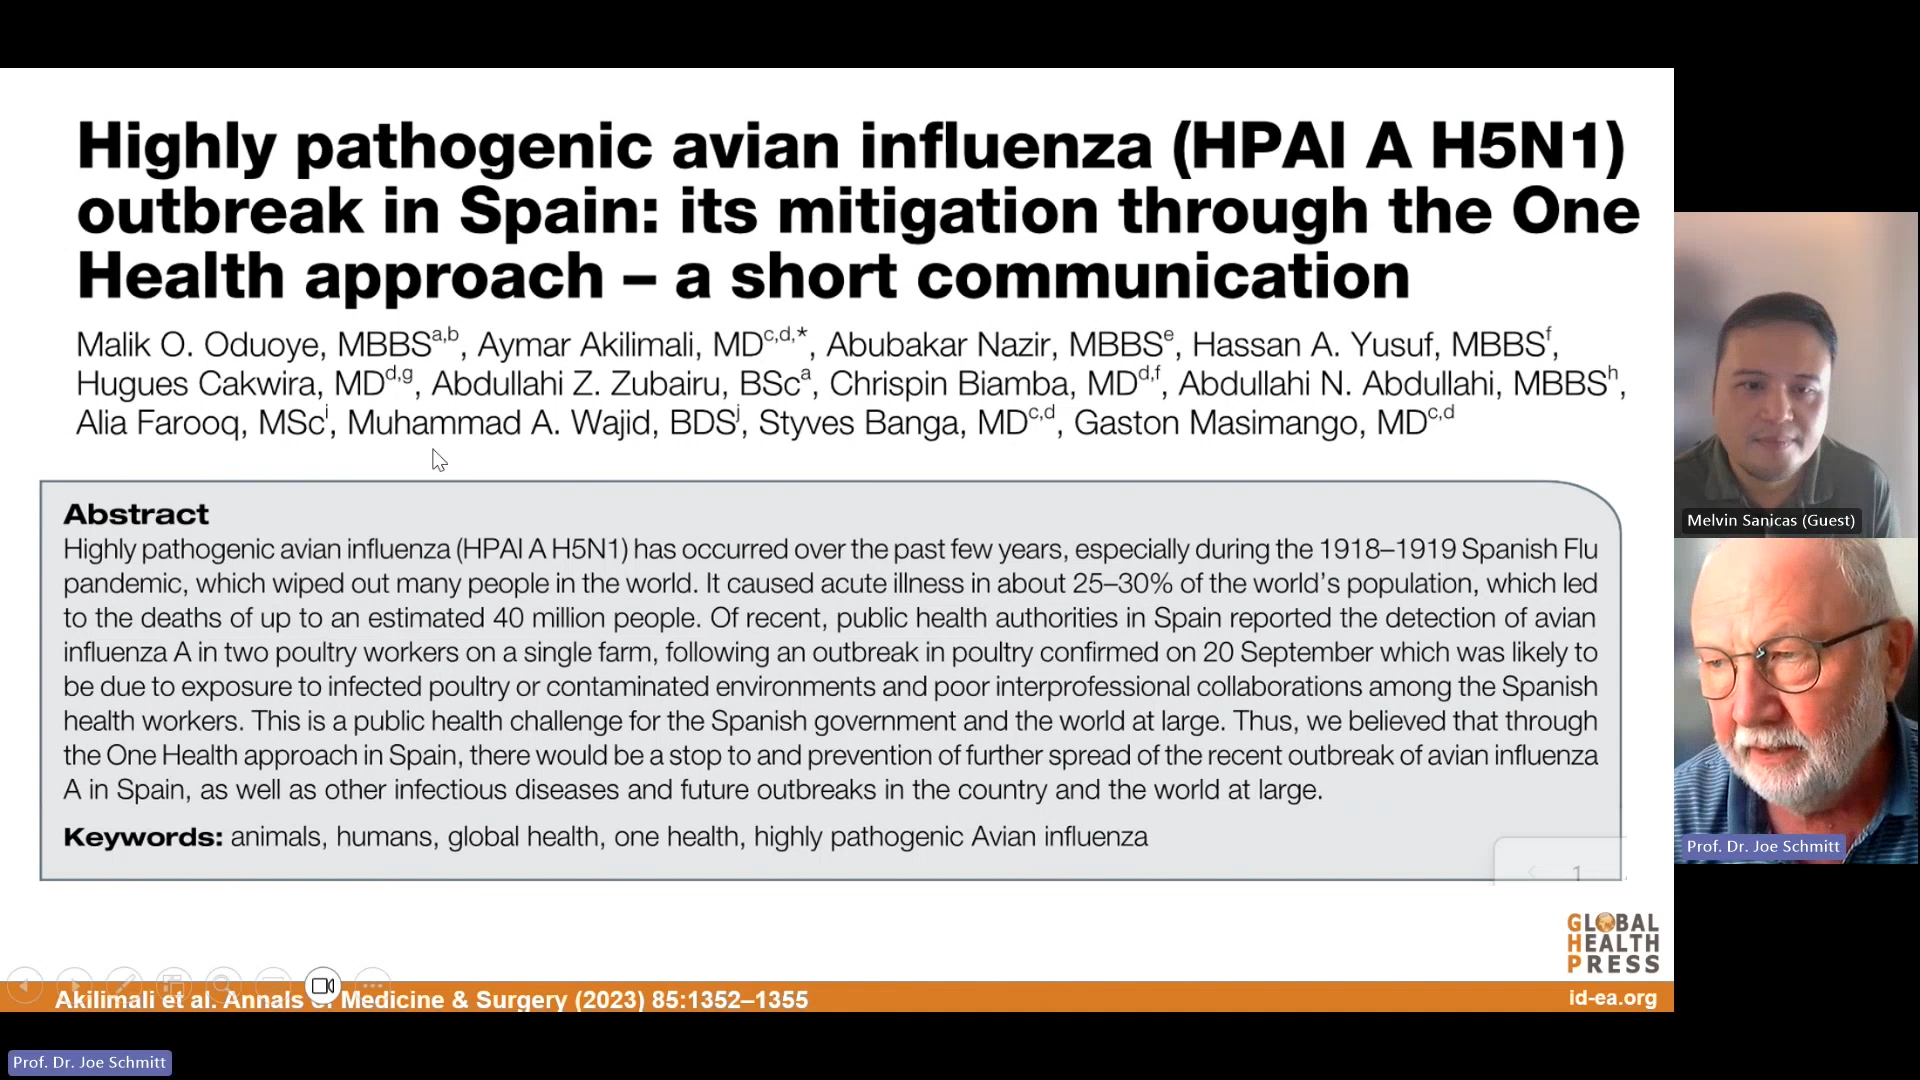 Highly pathogenic avian influenza (HPAI A H5N1)
outbreak in Spain: its mitigation through the One
Health approach – a short communication
Malik O. Oduoye, MBBSa,b, Aymar Akilimali, MDc,d,*, Abubakar Nazir, MBBSe, Hassan A. Yusuf, MBBSf,
Hugues Cakwira, MDd,g, Abdullahi Z. Zubairu, BSca, Chrispin Biamba, MDd,f, Abdullahi N. Abdullahi, MBBSh,
Alia Farooq, MSci, Muhammad A. Wajid, BDSj, Styves Banga, MDc,d, Gaston Masimango, MDc,d
Abstract
Highly pathogenic avian influenza (HPAI A H5N1) has occurred over the past few years, especially during the 1918–1919 Spanish Flu
pandemic, which wiped out many people in the world. It caused acute illness in about 25–30% of the world's population, which led
to the deaths of up to an estimated 40 million people. Of recent, public health authorities in Spain reported the detection of avian
influenza A in two poultry workers on a single farm, following an outbreak in poultry confirmed on 20 September which was likely to
be due to exposure to infected poultry or contaminated environments and poor interprofessional collaborations among the Spanish
health workers. This is a public health challenge for the Spanish government and the world at large. Thus, we believed that through
the One Health approach in Spain, there would be a stop to and prevention of further spread of the recent outbreak of avian influenza
A in Spain, as well as other infectious diseases and future outbreaks in the country and the world at large.
Keywords: animals, humans, global health, one health, highly pathogenic Avian influenza
1
GLOBAL
HEALTH
PRESS
Akilimali et al. Annals of Medicine & Surgery (2023) 85:1352–1355
id-ea.org
Melvin Sanicas (Guest)
Prof. Dr. Joe Schmitt
Prof. Dr. Joe Schmitt